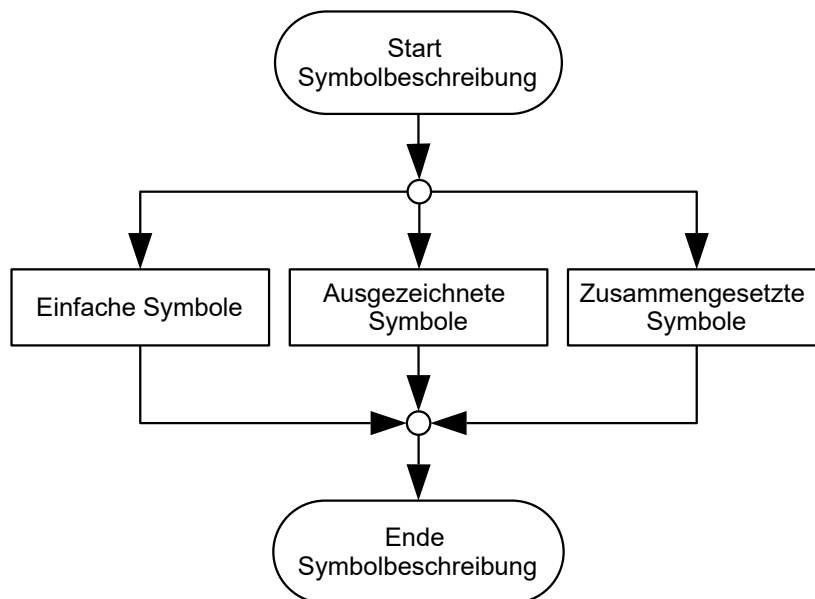 Start
Symbolbeschreibung
Einfache Symbole
Ausgezeichnete
Symbole
Zusammengesetzte
Symbole
Ende
Symbolbeschreibung